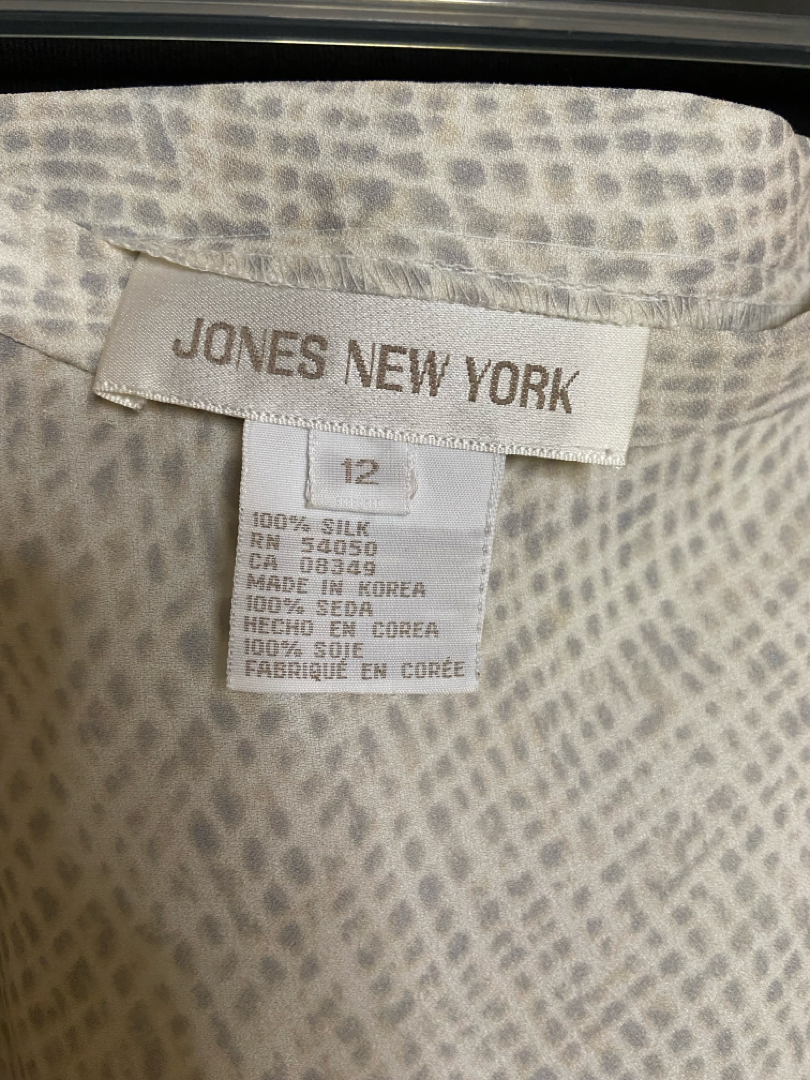 JONES NEW YORK
12
100% SILK
RN 54050
CA 08349
MADE IN KOREA
100% SEDA
HECHO EN COREA
100% SOIE
FABRIQUÉ EN CORÉE